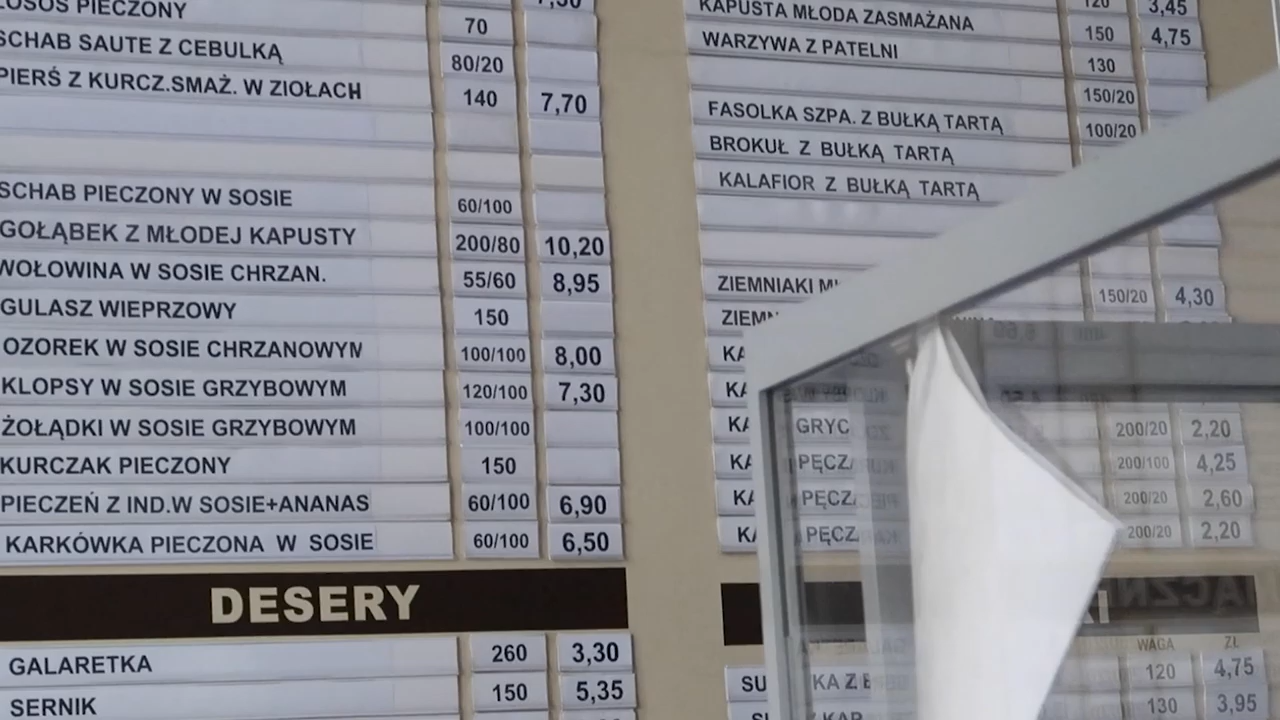 ŁOSOŚ PIECZONY
SCHAB SAUTE Z CEBULKĄ 70
PIERŚ Z KURCZ.SMAŻ. W ZIOŁACH 80/20
140 7,70
SCHAB PIECZONY W SOSIE 60/100
GOŁĄBEK Z MŁODEJ KAPUSTY 200/80 10,20
WOŁOWINA W SOSIE CHRZAN. 55/60 8,95
GULASZ WIEPRZOWY 150
OZOREK W SOSIE CHRZANOWYM 100/100 8,00
KLOPSY W SOSIE GRZYBOWYM 120/100 7,30
ŻOŁĄDKI W SOSIE GRZYBOWYM 100/100
KURCZAK PIECZONY 150
PIECZEŃ Z IND.W SOSIE+ANANAS 60/100 6,90
KARKÓWKA PIECZONA W SOSIE 60/100 6,50
DESERY
GALARETKA 260 3,30
SERNIK 150 5,35
120 3,45
KAPUSTA MŁODA ZASMAŻANA 150 4,75
WARZYWA Z PATELNI 130
150/20
FASOLKA SZPA. Z BUŁKĄ TARTĄ 100/20
BROKUŁ Z BUŁKĄ TARTĄ
KALAFIOR Z BUŁKĄ TARTĄ
ZIEMNIAKI 150/20 4,30
GRYC 200/20 2,20
PĘCZ 200/100 4,25
PĘCZ 200/20 2,60
PĘCZ 200/20 2,20
WAGA ZŁ
120 4,75
130 3,95